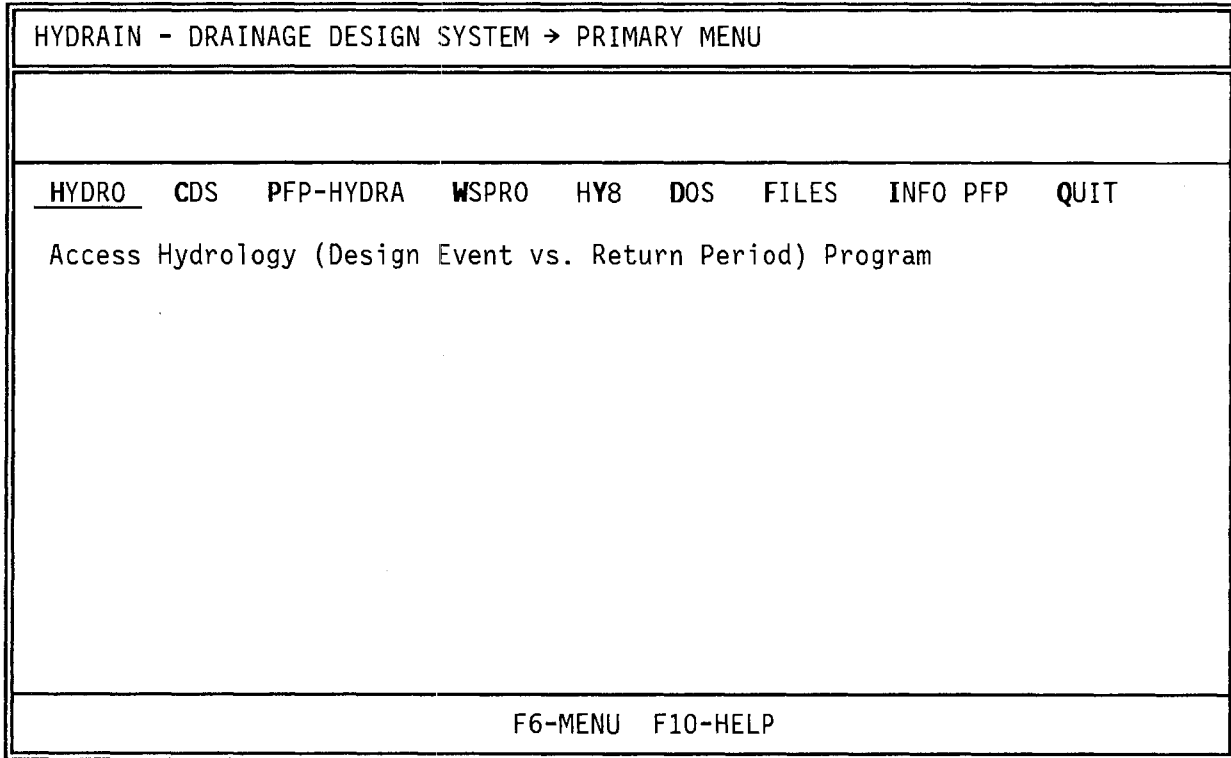 HYDRAIN - DRAINAGE DESIGN SYSTEM → PRIMARY MENU
HYDRO CDS PFP-HYDRA WSPRO HY8 DOS FILES INFO PFP QUIT
Access Hydrology (Design Event vs. Return Period) Program
F6-MENU F10-HELP